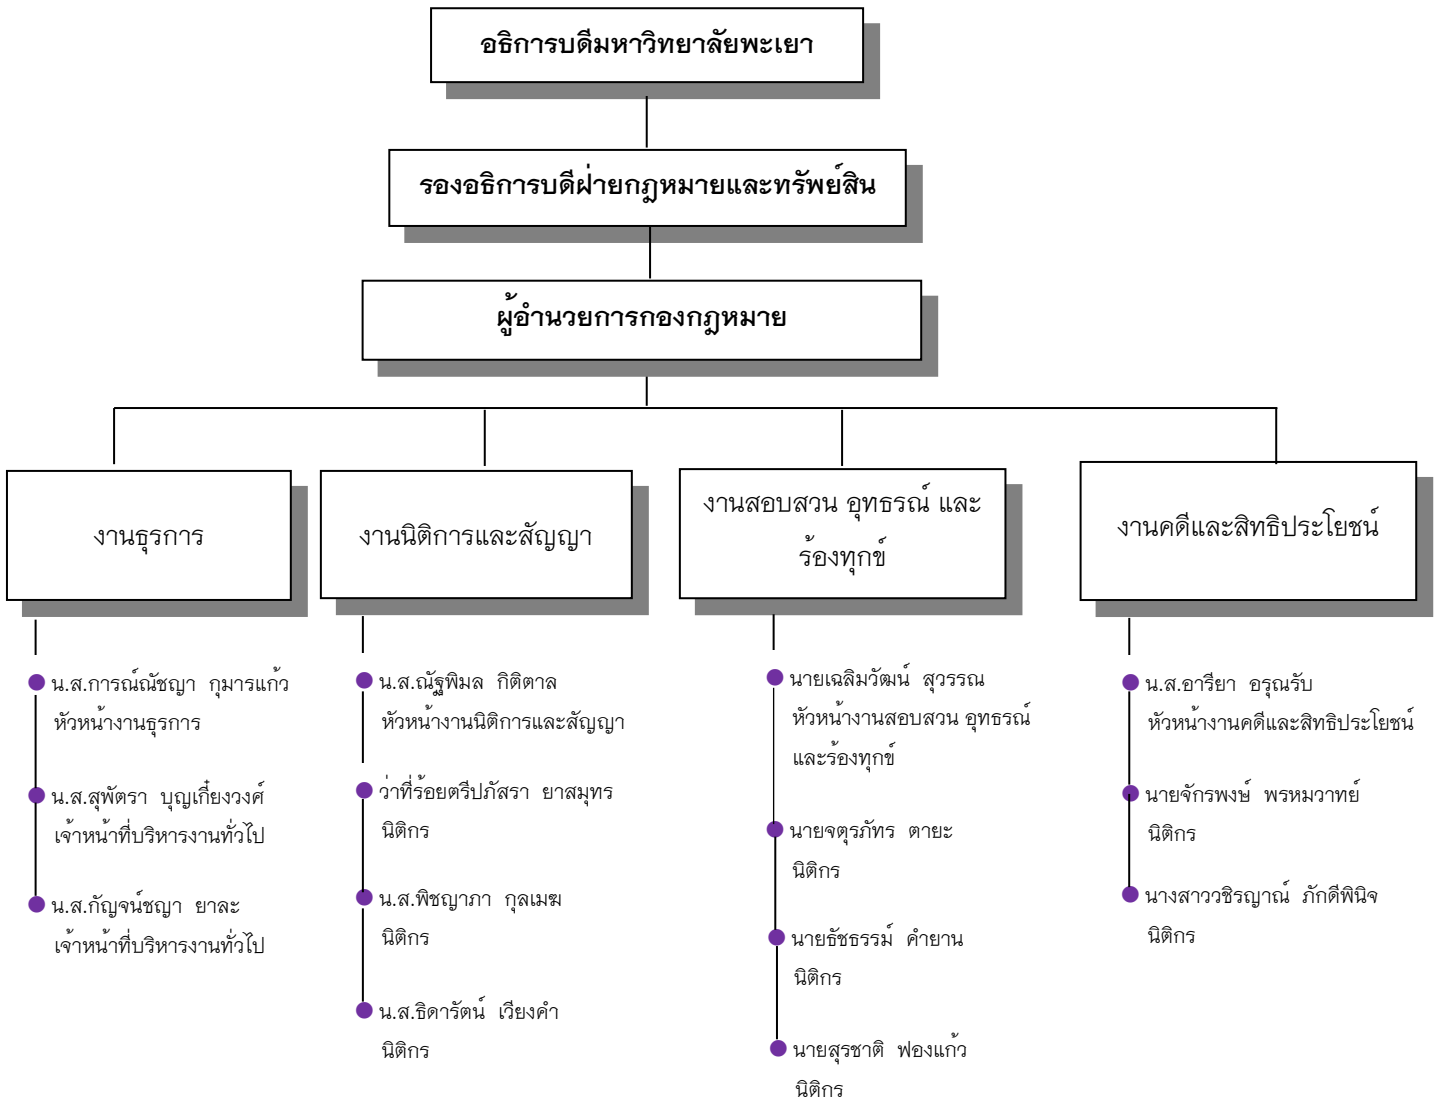 อธิการบดีมหาวิทยาลัยพะเยา
รองอธิการบดีฝ่ายกฎหมายและทรัพย์สิน
ผู้อำนวยการกองกฎหมาย
งานธุรการ
น.ส.การณ์ณัชญา กุมารแก้ว
หัวหน้างานธุรการ
น.ส.สุพัตรา บุญเกี๋ยงวงศ์
เจ้าหน้าที่บริหารงานทั่วไป
น.ส.กัญจน์ชญา ยาละ
เจ้าหน้าที่บริหารงานทั่วไป
งานนิติการและสัญญา
น.ส.ณัฐพิมล กิติตาล
หัวหน้างานนิติการและสัญญา
ว่าที่ร้อยตรีปภัสรา ยาสมุทร
นิติกร
น.ส.พิชญาภา กุลเมฆ
นิติกร
น.ส.ธิดารัตน์ เวียงคำ
นิติกร
งานสอบสวน อุทธรณ์ และ
ร้องทุกข์
นายเฉลิมวัฒน์ สุวรรณ
หัวหน้างานสอบสวน อุทธรณ์
และร้องทุกข์
นายจตุรภัทร ตายะ
นิติกร
นายธัชธรรม์ คำยาน
นิติกร
นายสุรชาติ ฟองแก้ว
นิติกร
งานคดีและสิทธิประโยชน์
น.ส.อารียา อรุณรับ
หัวหน้างานคดีและสิทธิประโยชน์
นายจักรพงษ์ พรหมวาทย์
นิติกร
นางสาววชิรญาณ์ ภักดีพินิจ
นิติกร